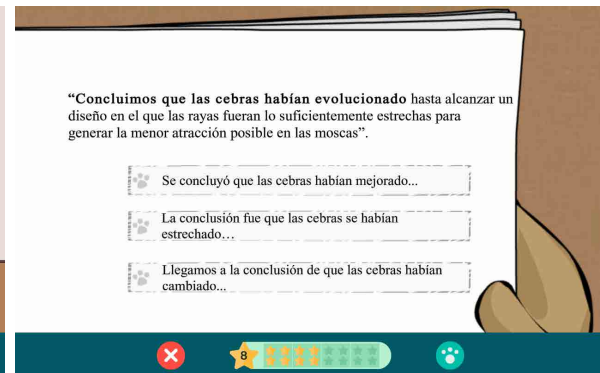 “Concluimos que las cebras habían evolucionado hasta alcanzar un
diseño en el que las rayas fueran lo suficientemente estrechas para
generar la menor atracción posible en las moscas”.
Se concluyó que las cebras habían mejorado...
La conclusión fue que las cebras se habían
estrechado…
Llegamos a la conclusión de que las cebras habían
cambiado...
8